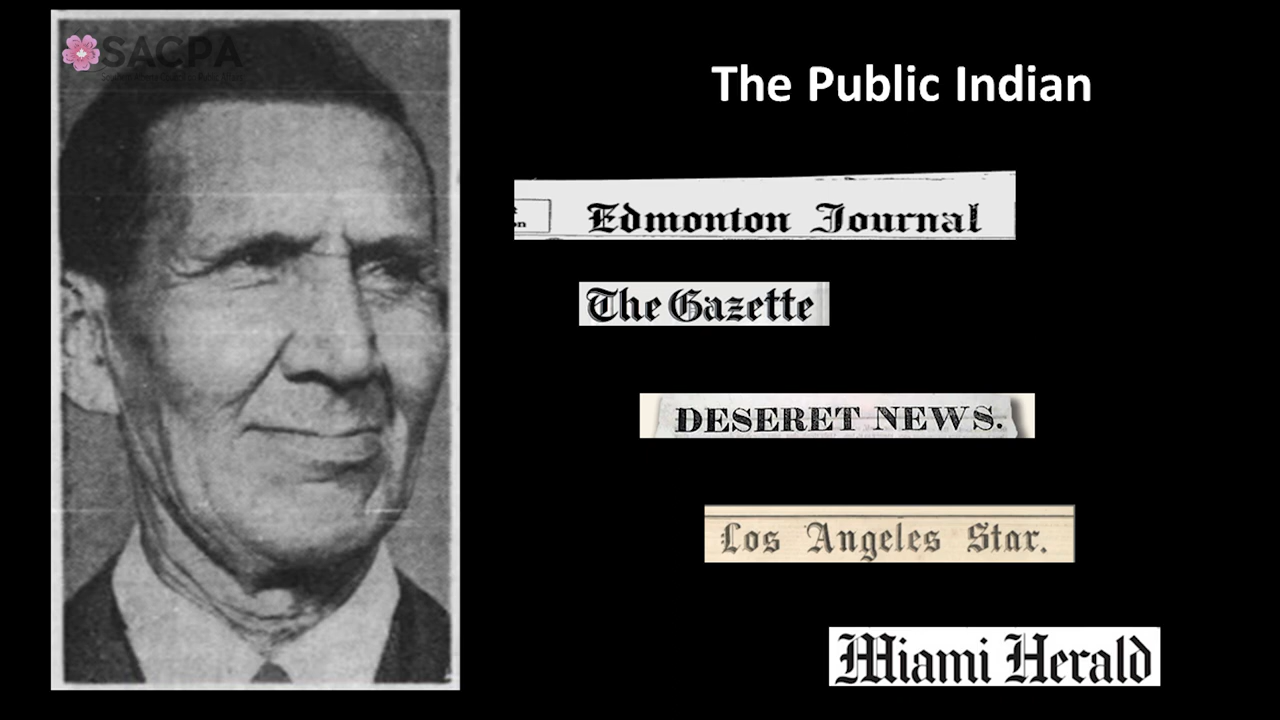 SACPA
The Public Indian
Edmonton Journal
The Gazette
DESERET NEWS.
Los Angeles Star.
Miami Herald